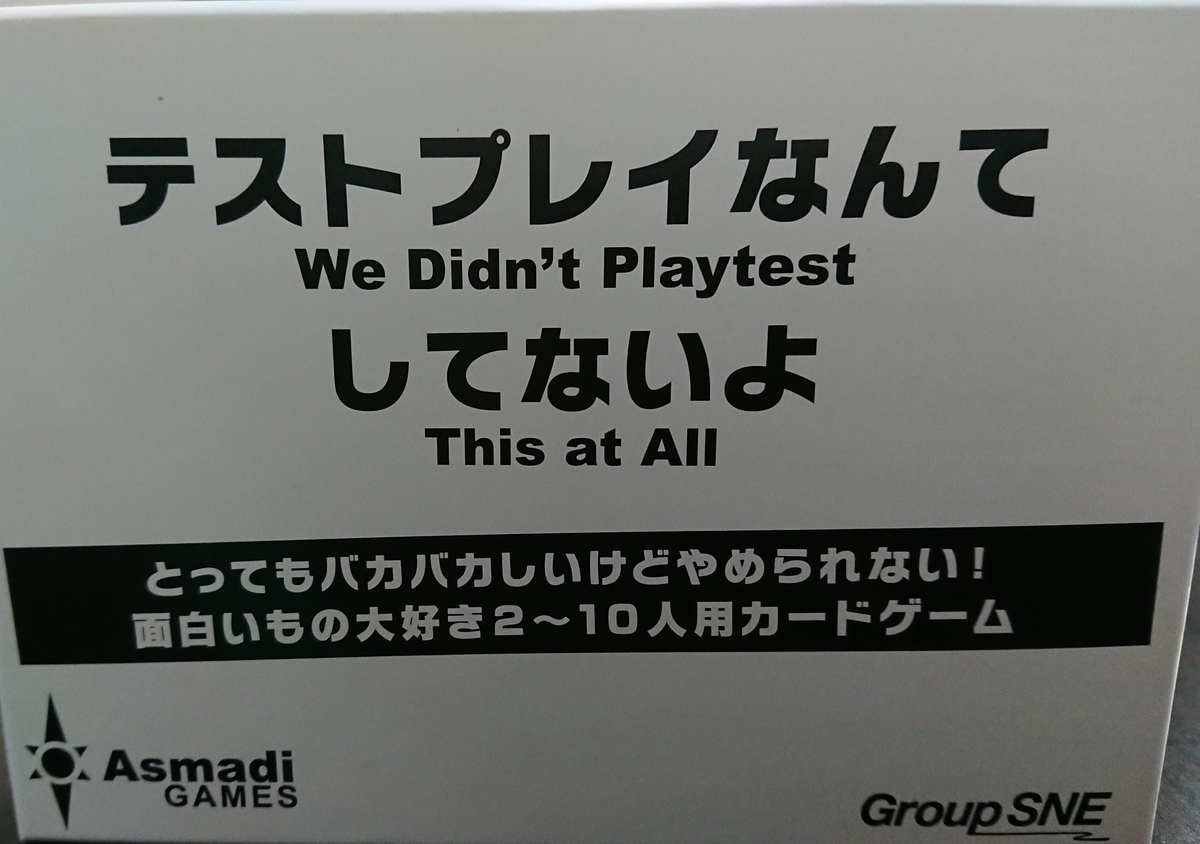 テストプレイなんて
We Didn't Playtest
してないよ
This at All
とってもバカバカしいけどやめられない！
面白いもの大好き2～10人用カードゲーム
Asmadi
GAMES
Group SNE